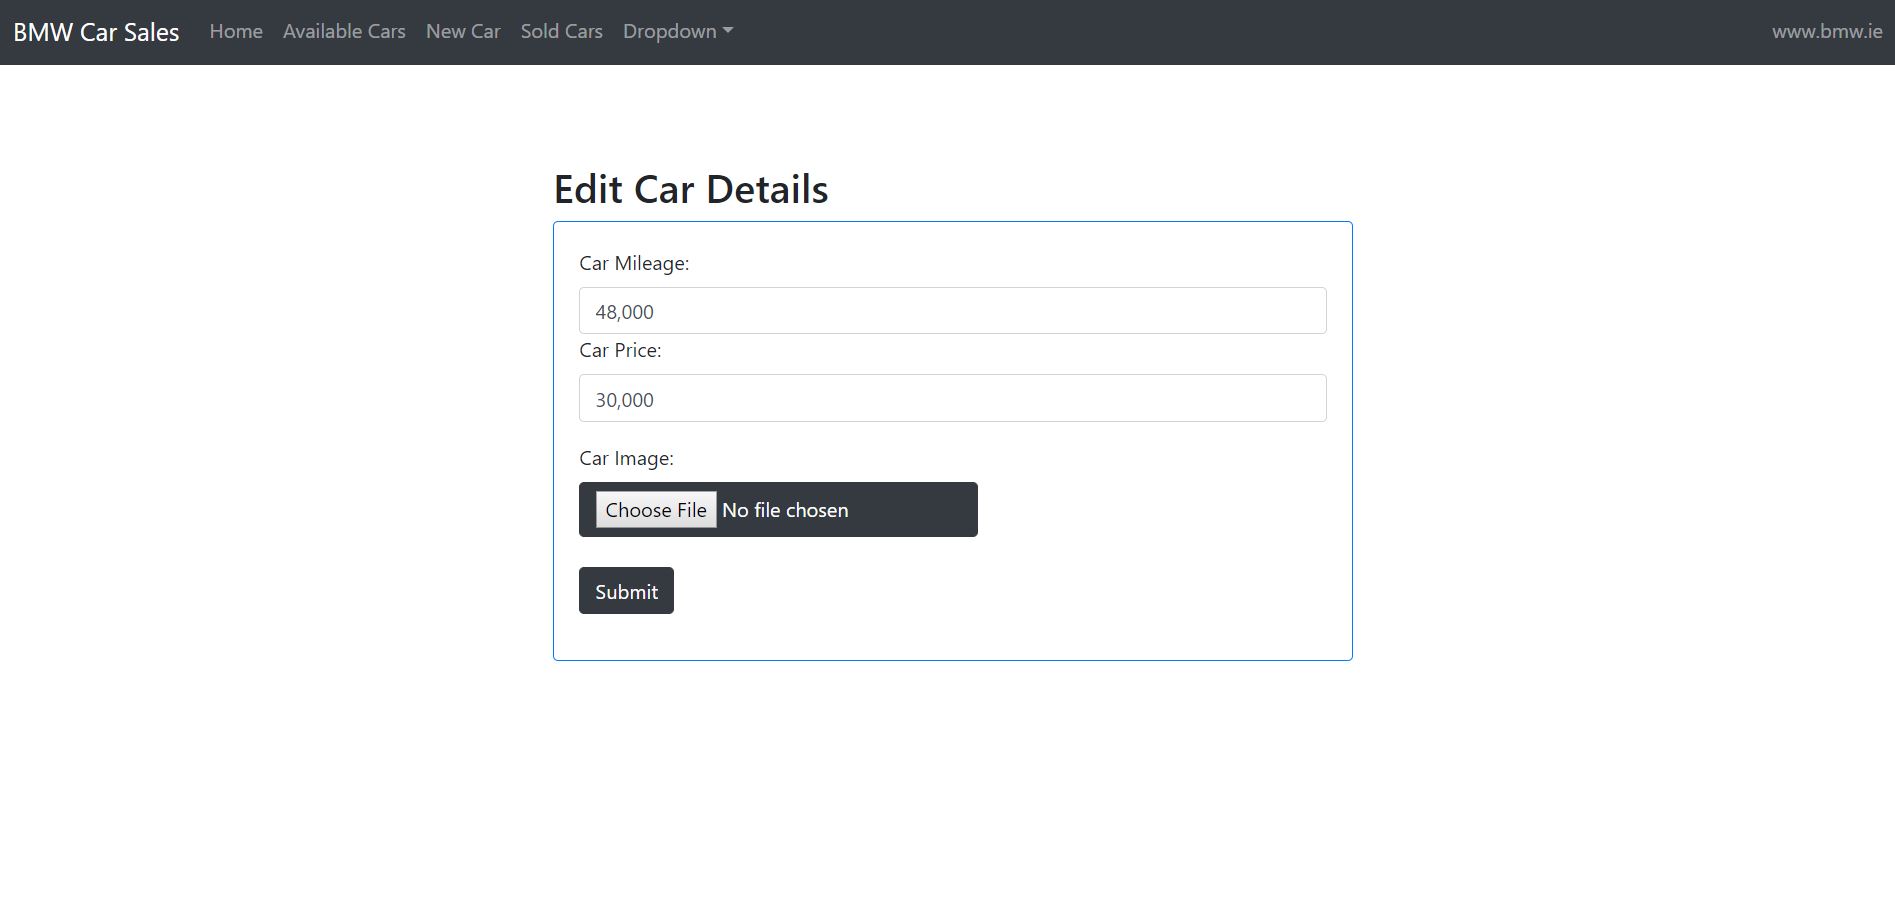 BMW Car Sales Home Available Cars New Car Sold Cars Dropdown www.bmw.ie
Edit Car Details
Car Mileage:
48,000
Car Price:
30,000
Car Image:
Choose File No file chosen
Submit